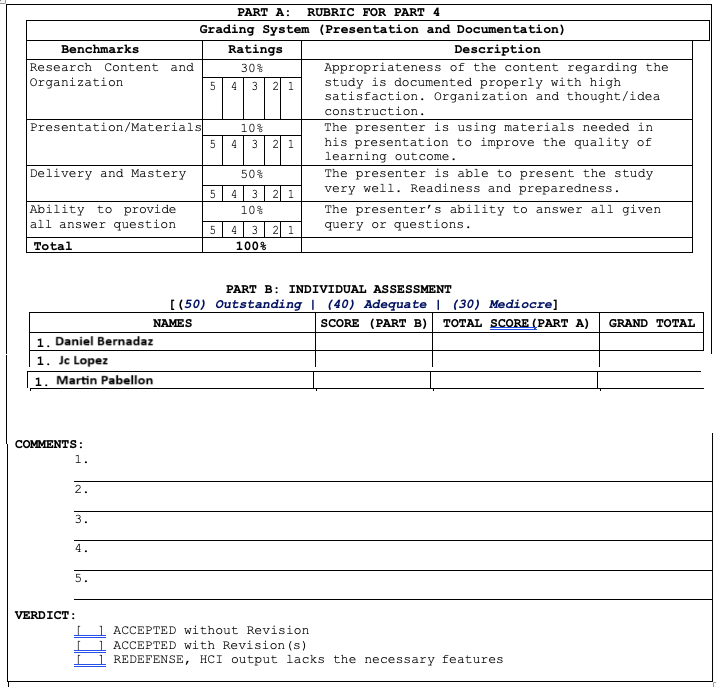 PART A: RUBRIC FOR PART 4
Grading System (Presentation and Documentation)
Benchmarks Ratings Description
Research Content and Organization
30%
5 4 3 2 1
Appropriateness of the content regarding the
study is documented properly with high
satisfaction. Organization and thought/idea
construction.
Presentation/Materials
10%
5 4 3 2 1
The presenter is using materials needed in
his presentation to improve the quality of
learning outcome.
Delivery and Mastery
50%
5 4 3 2 1
The presenter is able to present the study
very well. Readiness and preparedness.
Ability to provide
all answer question
10%
5 4 3 2 1
The presenter's ability to answer all given
query or questions.
Total 100%
PART B: INDIVIDUAL ASSESSMENT
[(50) Outstanding | (40) Adequate | (30) Mediocre]
NAMES SCORE (PART B) TOTAL SCORE(PART A) GRAND TOTAL
1. Daniel Bernadaz
1. Jc Lopez
1. Martin Pabellon
COMMENTS:
1.
2.
3.
4.
5.
VERDICT:
[ ] ACCEPTED without Revision
[ ] ACCEPTED with Revision(s)
[ ] REDEFENSE, HCI output lacks the necessary features